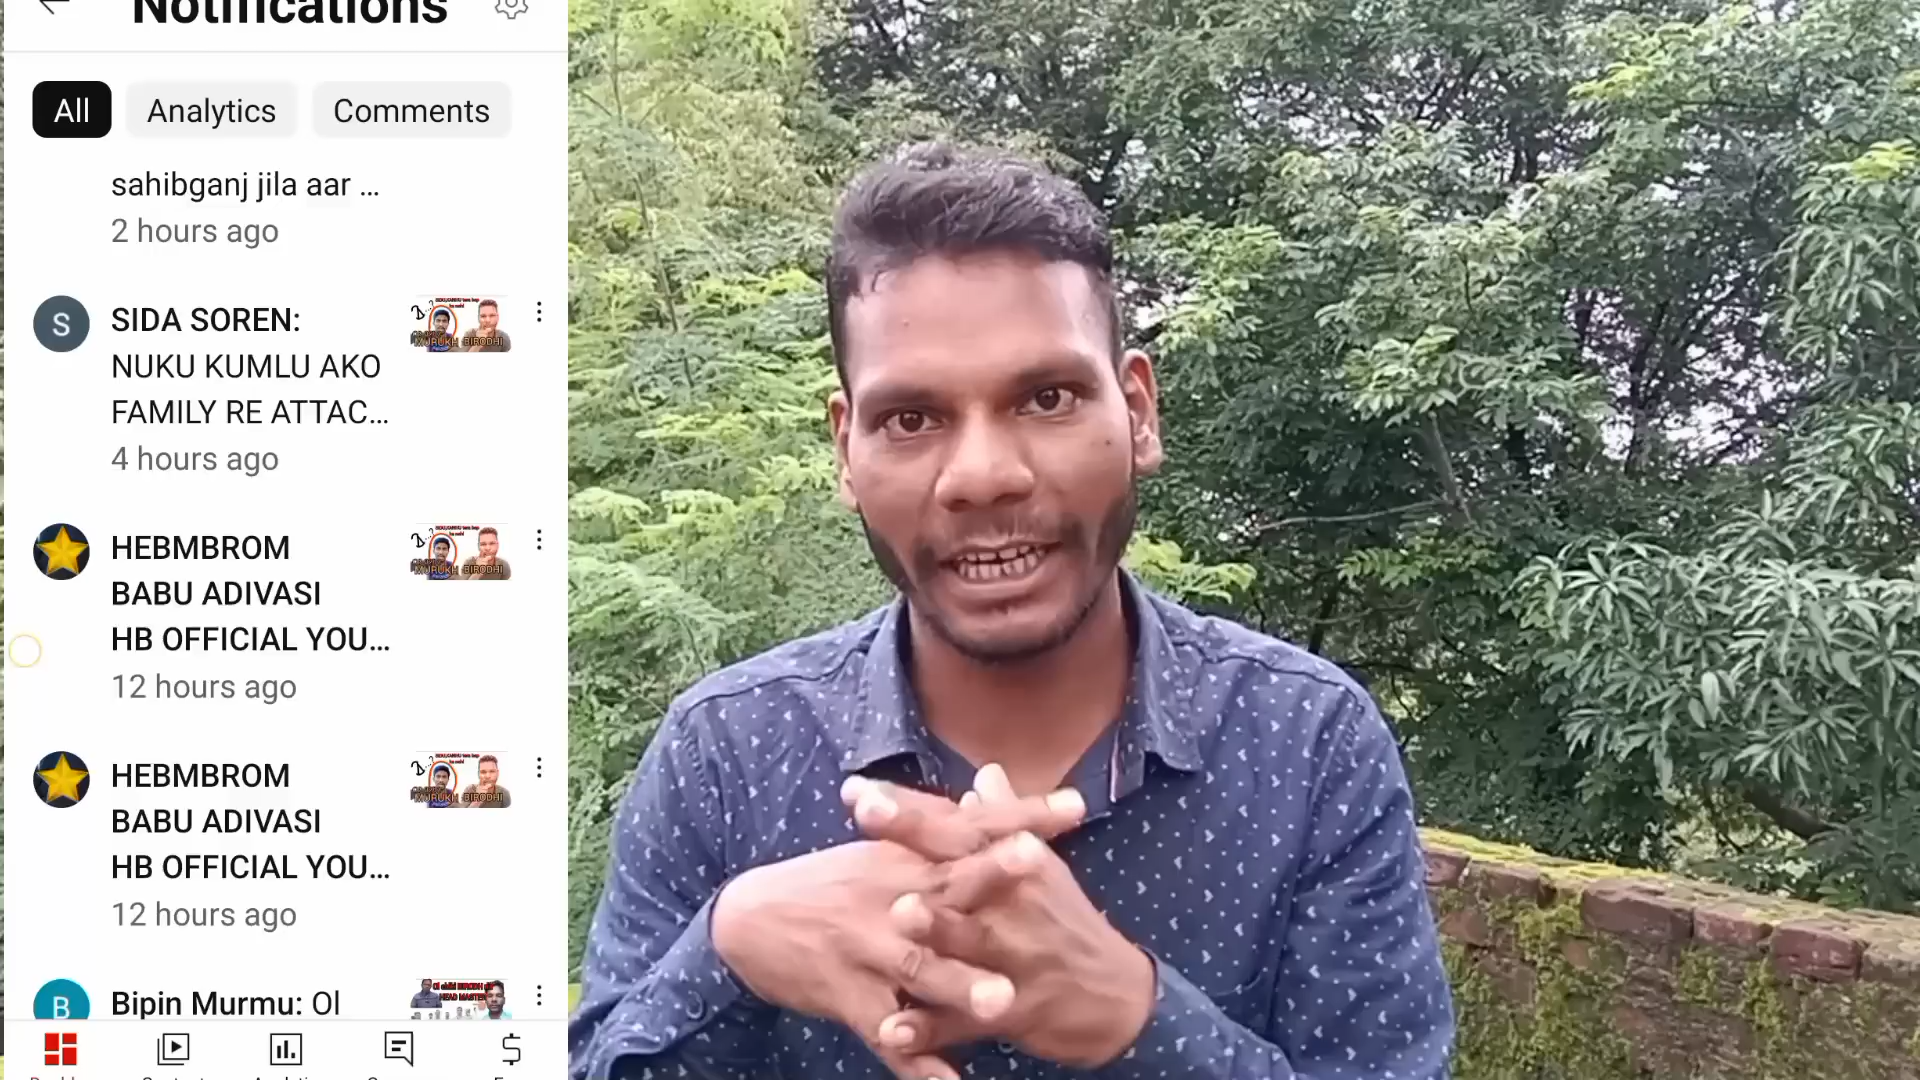 Notifications
All
Analytics
Comments
sahibganj jila aar ...
2 hours ago
S
SIDA SOREN:
NUKU KUMLU AKO
FAMILY RE ATTAC...
4 hours ago
HEBMBROM
BABU ADIVASI
HB OFFICIAL YOU...
12 hours ago
HEBMBROM
BABU ADIVASI
HB OFFICIAL YOU...
12 hours ago
B
Bipin Murmu: Ol
HEAD MASTER